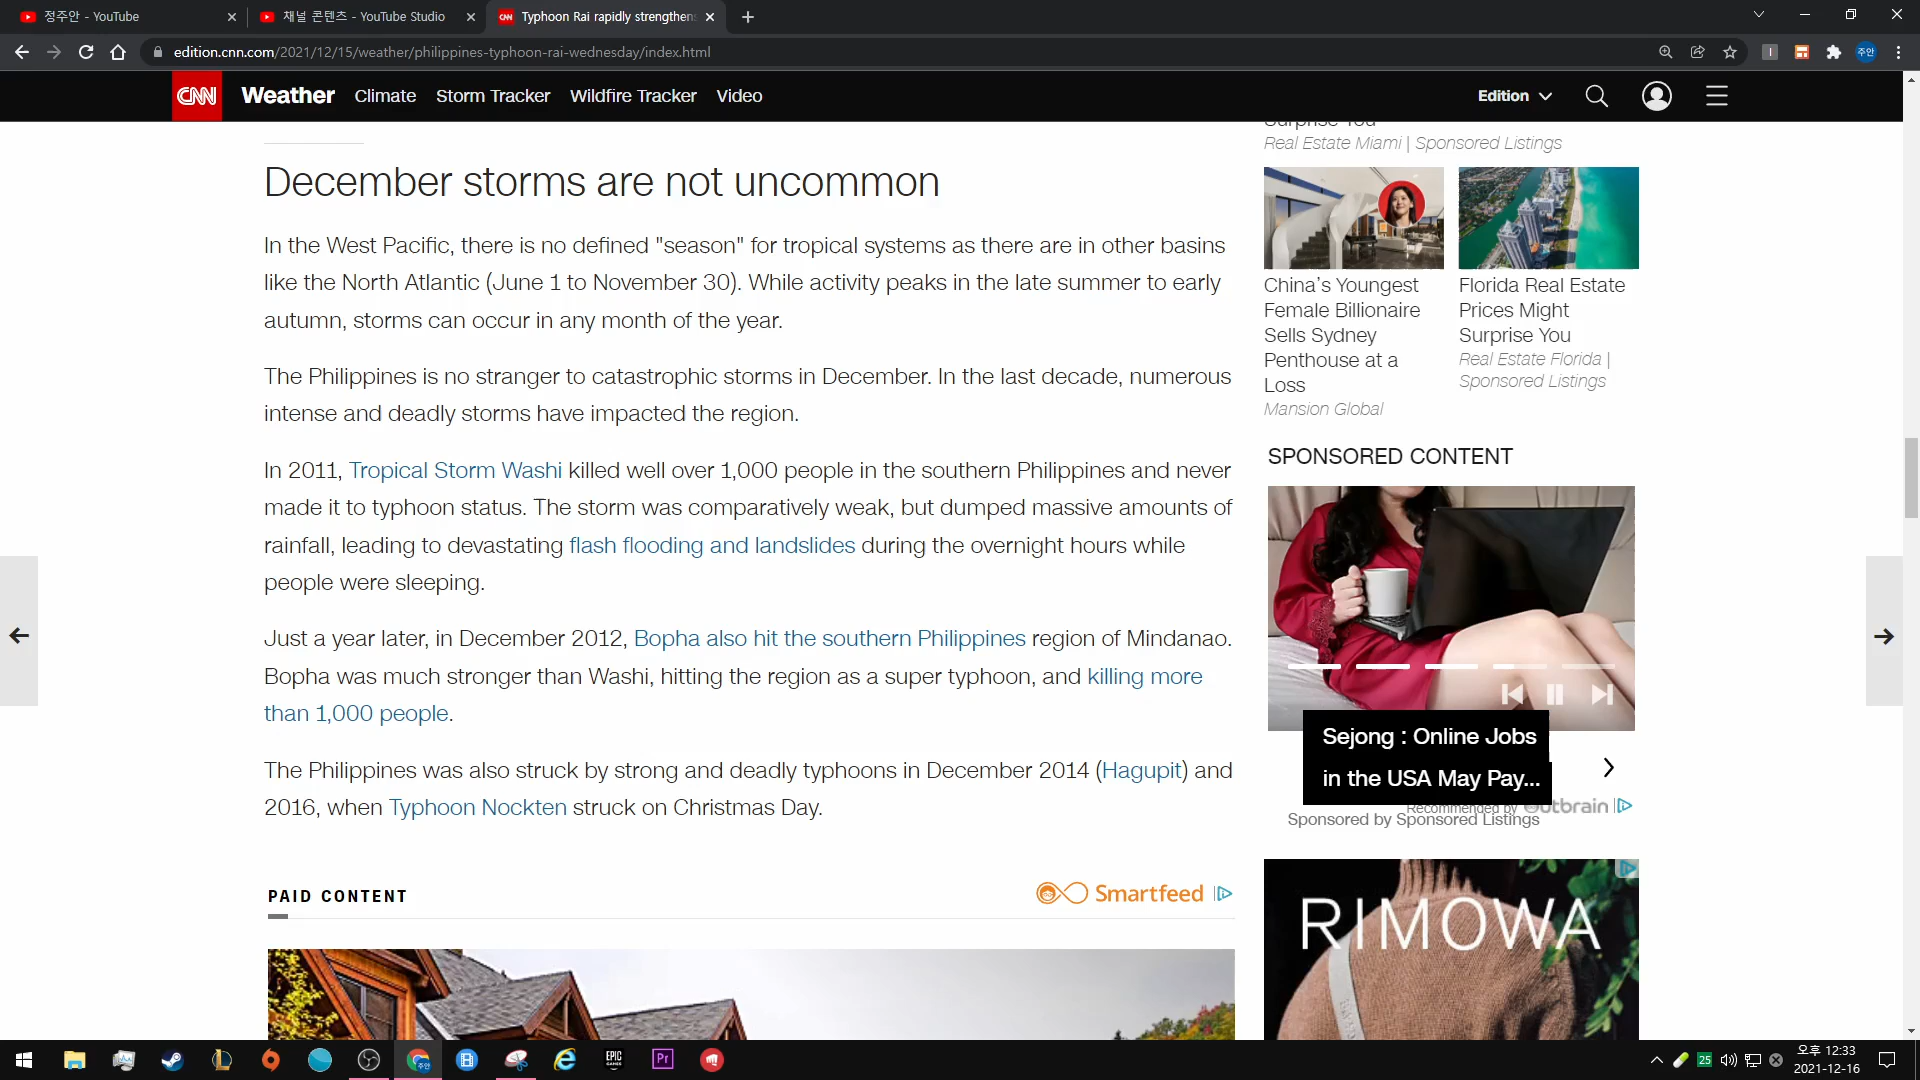 정주안 - YouTube
채널 콘텐츠 - YouTube Studio
Typhoon Rai rapidly strengthens
edition.cnn.com/2021/12/15/weather/philippines-typhoon-rai-wednesday/index.html
주안
CNN Weather Climate Storm Tracker Wildfire Tracker Video
Edition
December storms are not uncommon
In the West Pacific, there is no defined "season" for tropical systems as there are in other basins
like the North Atlantic (June 1 to November 30). While activity peaks in the late summer to early
autumn, storms can occur in any month of the year.
The Philippines is no stranger to catastrophic storms in December. In the last decade, numerous
intense and deadly storms have impacted the region.
In 2011, Tropical Storm Washi killed well over 1,000 people in the southern Philippines and never
made it to typhoon status. The storm was comparatively weak, but dumped massive amounts of
rainfall, leading to devastating flash flooding and landslides during the overnight hours while
people were sleeping.
Just a year later, in December 2012, Bopha also hit the southern Philippines region of Mindanao.
Bopha was much stronger than Washi, hitting the region as a super typhoon, and killing more
than 1,000 people.
The Philippines was also struck by strong and deadly typhoons in December 2014 (Hagupit) and
2016, when Typhoon Nockten struck on Christmas Day.
PAID CONTENT
Smartfeed
Surprise You
Real Estate Miami | Sponsored Listings
China's Youngest
Female Billionaire
Sells Sydney
Penthouse at a
Loss
Mansion Global
Florida Real Estate
Prices Might
Surprise You
Real Estate Florida |
Sponsored Listings
SPONSORED CONTENT
Sejong : Online Jobs
in the USA May Pay...
Recommended by Outbrain
Sponsored by Sponsored Listings
RIMOWA
EPIC
GAMES
Pr
25
오후 12:33
2021-12-16